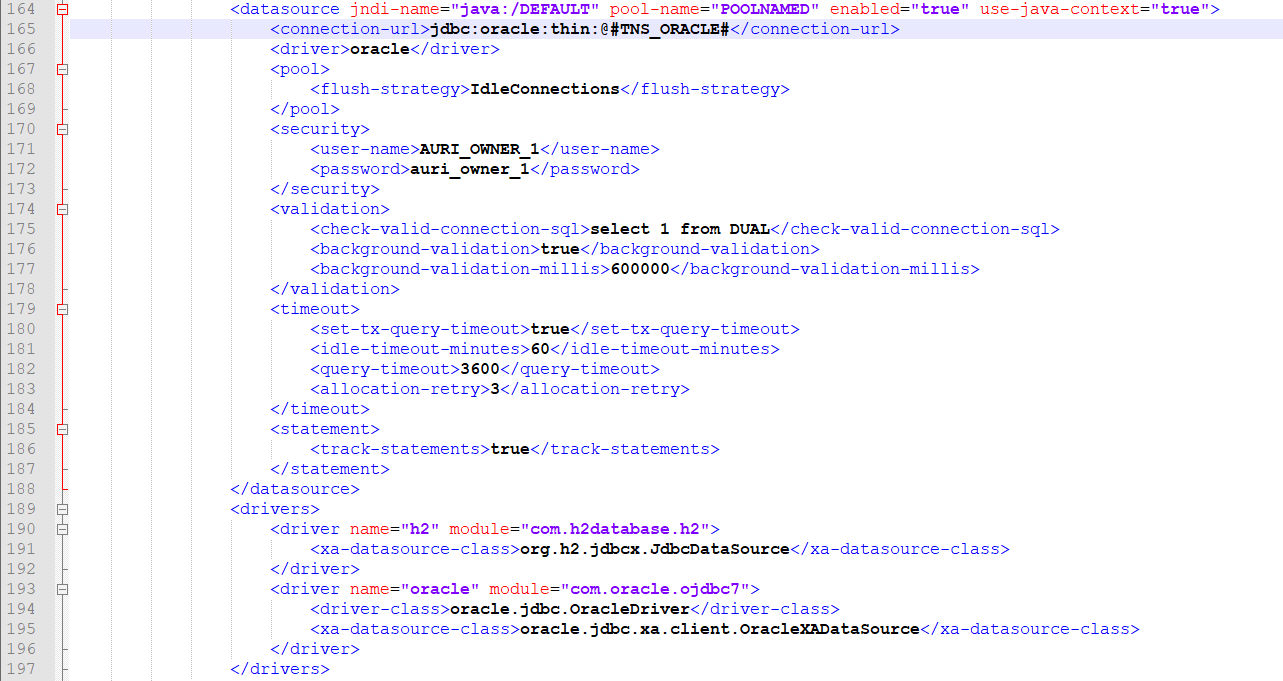 164 <datasource jndi-name="java:/DEFAULT" pool-name="POOLNAMED" enabled="true" use-java-context="true">
165 <connection-url>jdbc:oracle:thin:@#TNS_ORACLE#</connection-url>
166 <driver>oracle</driver>
167 <pool>
168 <flush-strategy>IdleConnections</flush-strategy>
169 </pool>
170 <security>
171 <user-name>AURI_OWNER_1</user-name>
172 <password>auri_owner_1</password>
173 </security>
174 <validation>
175 <check-valid-connection-sql>select 1 from DUAL</check-valid-connection-sql>
176 <background-validation>true</background-validation>
177 <background-validation-millis>600000</background-validation-millis>
178 </validation>
179 <timeout>
180 <set-tx-query-timeout>true</set-tx-query-timeout>
181 <idle-timeout-minutes>60</idle-timeout-minutes>
182 <query-timeout>3600</query-timeout>
183 <allocation-retry>3</allocation-retry>
184 </timeout>
185 <statement>
186 <track-statements>true</track-statements>
187 </statement>
188 </datasource>
189 <drivers>
190 <driver name="h2" module="com.h2database.h2">
191 <xa-datasource-class>org.h2.jdbcx.JdbcDataSource</xa-datasource-class>
192 </driver>
193 <driver name="oracle" module="com.oracle.ojdbc7">
194 <driver-class>oracle.jdbc.OracleDriver</driver-class>
195 <xa-datasource-class>oracle.jdbc.xa.client.OracleXADataSource</xa-datasource-class>
196 </driver>
197 </drivers>